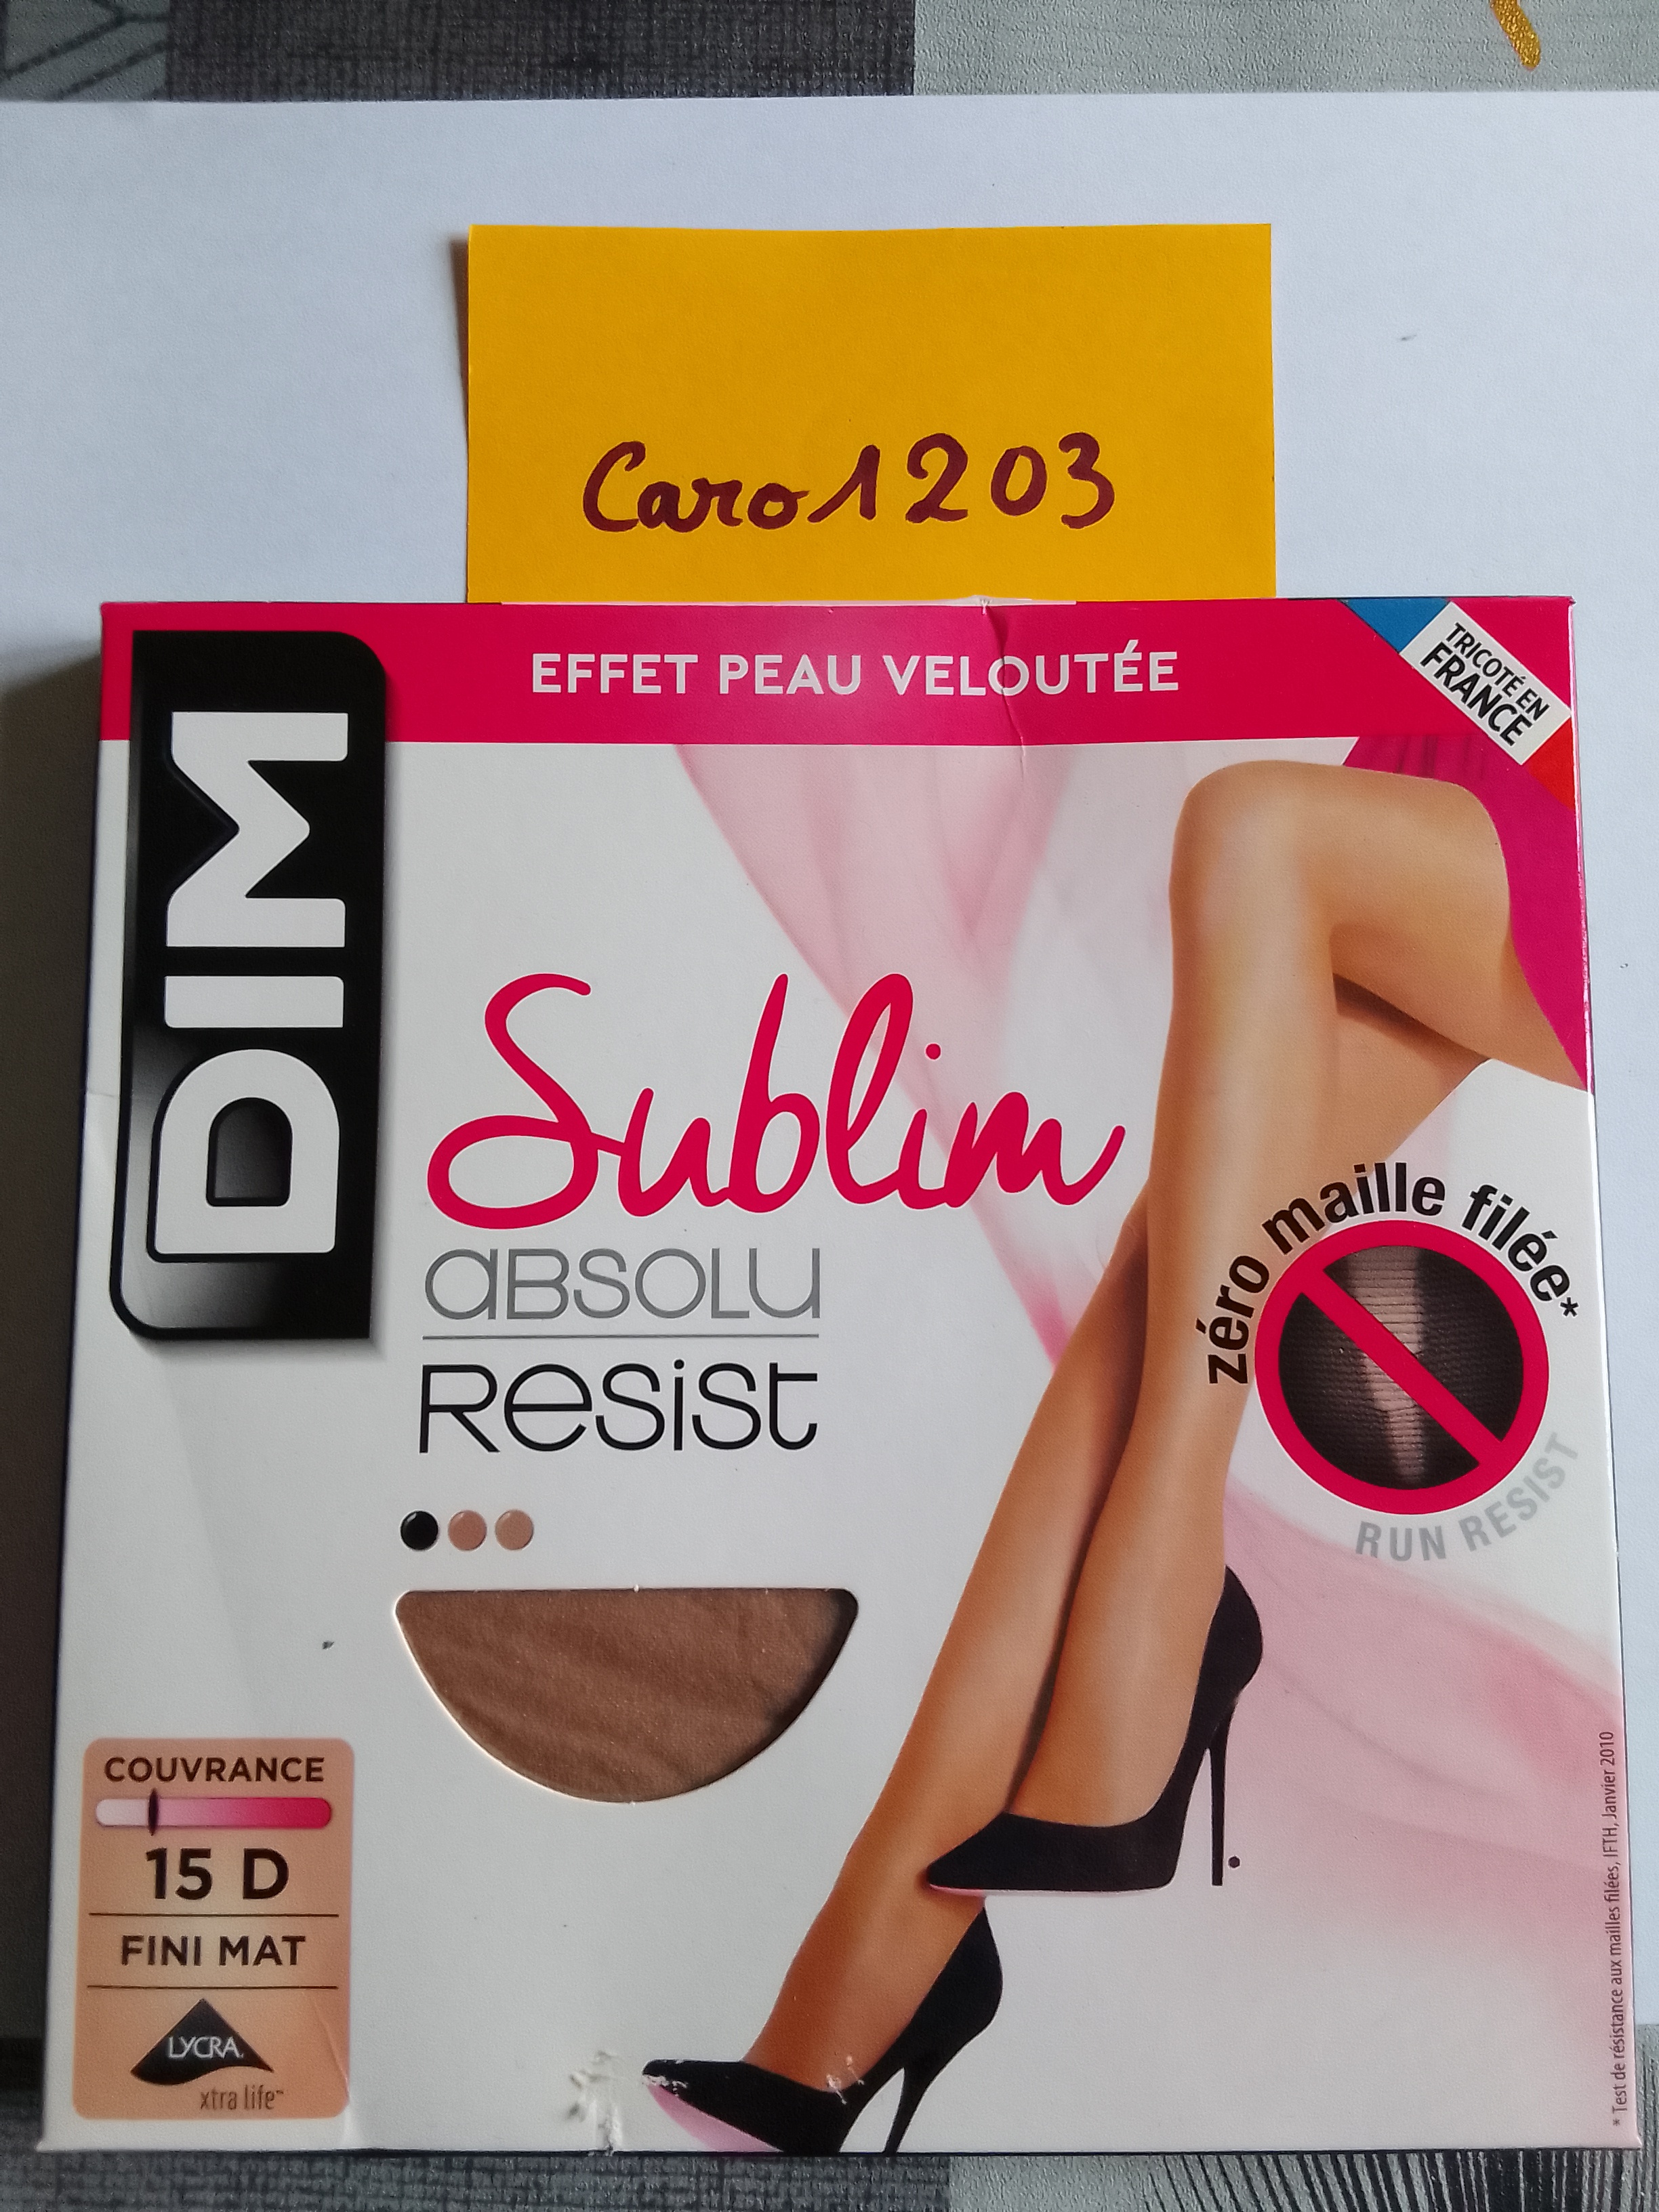 Caro1203
EFFET PEAU VELOUTÉE
TRICOTÉ EN
FRANCE
DIM
Sublim
ABSOLU
Resist
zéro maille filée*
RUN RESIST
COUVRANCE
15 D
FINI MAT
LYCRA
xtra life™
* Test de résistance aux mailles filées, IFTH, Janvier 2010